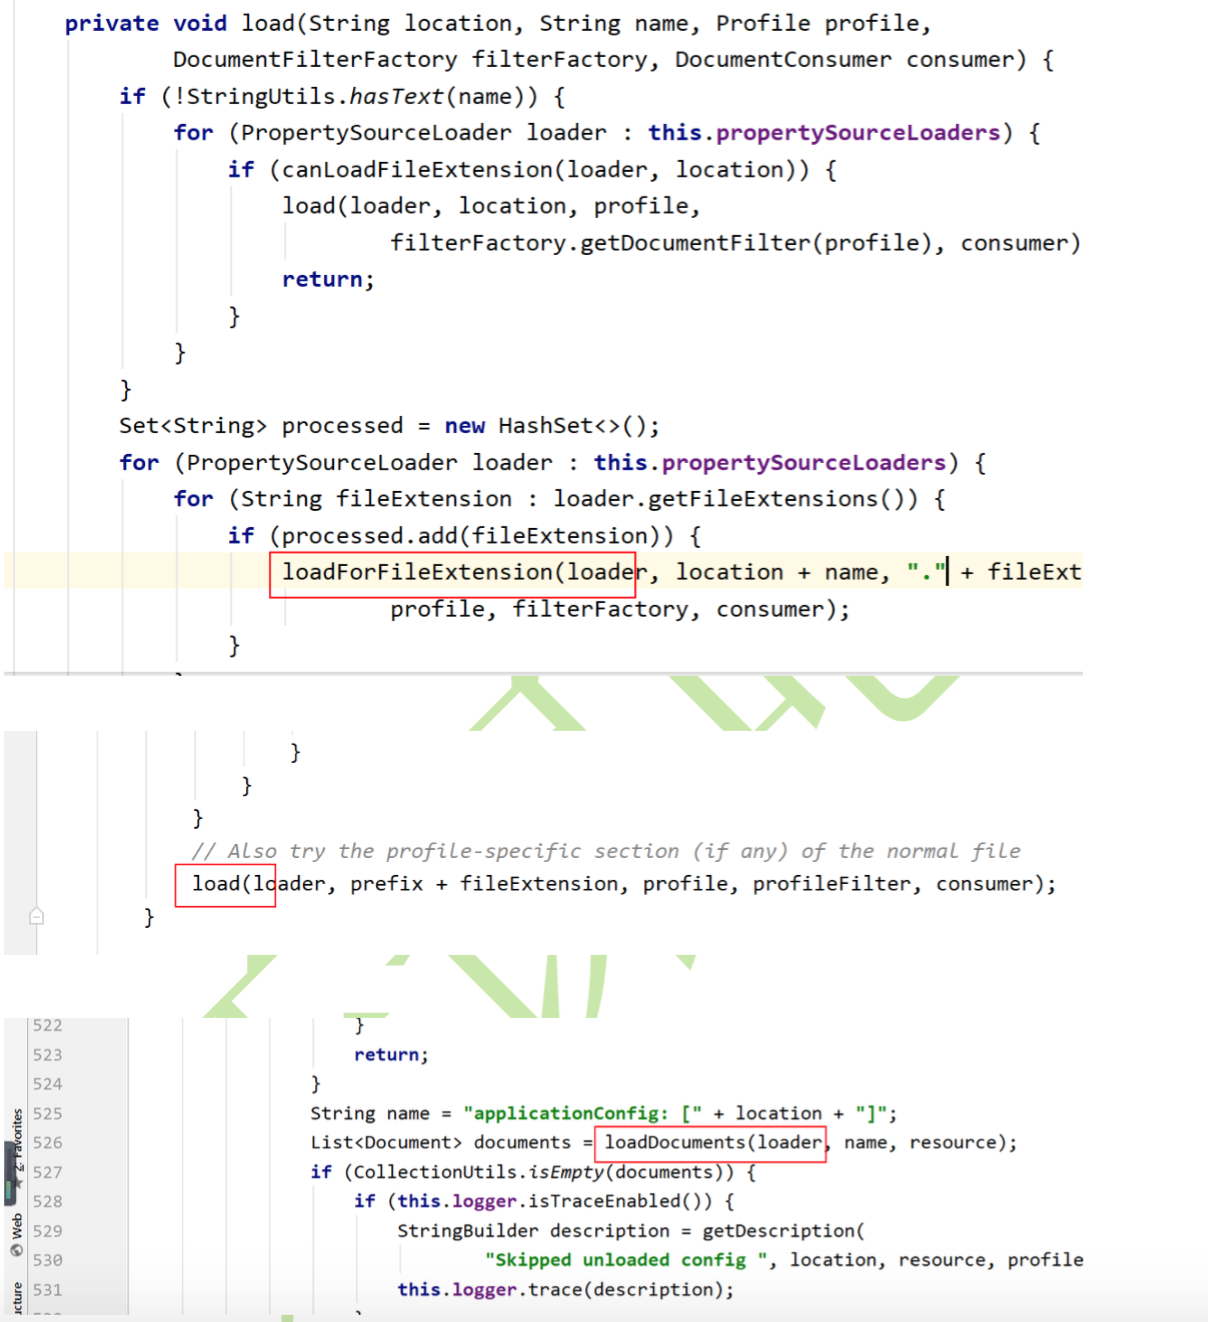 private void load(String location, String name, Profile profile,
DocumentFilterFactory filterFactory, DocumentConsumer consumer) {
if (!StringUtils.hasText(name)) {
for (PropertySourceLoader loader : this.propertySourceLoaders) {
if (canLoadFileExtension(loader, location)) {
load(loader, location, profile,
filterFactory.getDocumentFilter(profile), consumer)
return;
}
}
}
Set<String> processed = new HashSet<>();
for (PropertySourceLoader loader : this.propertySourceLoaders) {
for (String fileExtension : loader.getFileExtensions()) {
if (processed.add(fileExtension)) {
loadForFileExtension(loader, location + name, "." + fileExt
profile, filterFactory, consumer);
}
}
}
}
// Also try the profile-specific section (if any) of the normal file
load(loader, prefix + fileExtension, profile, profileFilter, consumer);
}
522 }
523 return;
524 }
525 String name = "applicationConfig: [" + location + "]";
526 List<Document> documents = loadDocuments(loader, name, resource);
527 if (CollectionUtils.isEmpty(documents)) {
528 if (this.logger.isTraceEnabled()) {
529 StringBuilder description = getDescription(
530 "Skipped unloaded config ", location, resource, profile
531 this.logger.trace(description);
2: Favorites
Web